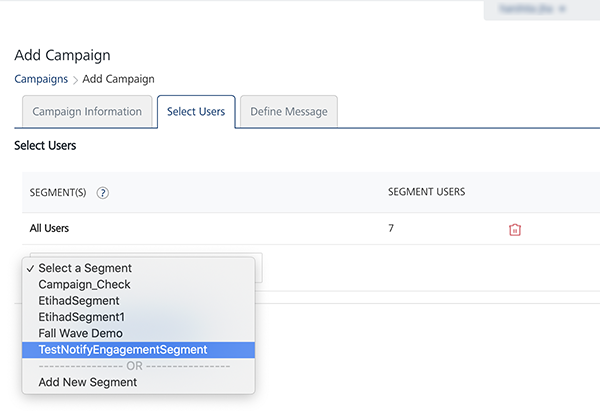 Add Campaign
Campaigns > Add Campaign
Campaign Information Select Users Define Message
Select Users
SEGMENT(S) ? SEGMENT USERS
All Users 7
✓ Select a Segment
Campaign_Check
EtihadSegment
EtihadSegment1
Fall Wave Demo
TestNotifyEngagementSegment
---------------- OR ----------------
Add New Segment